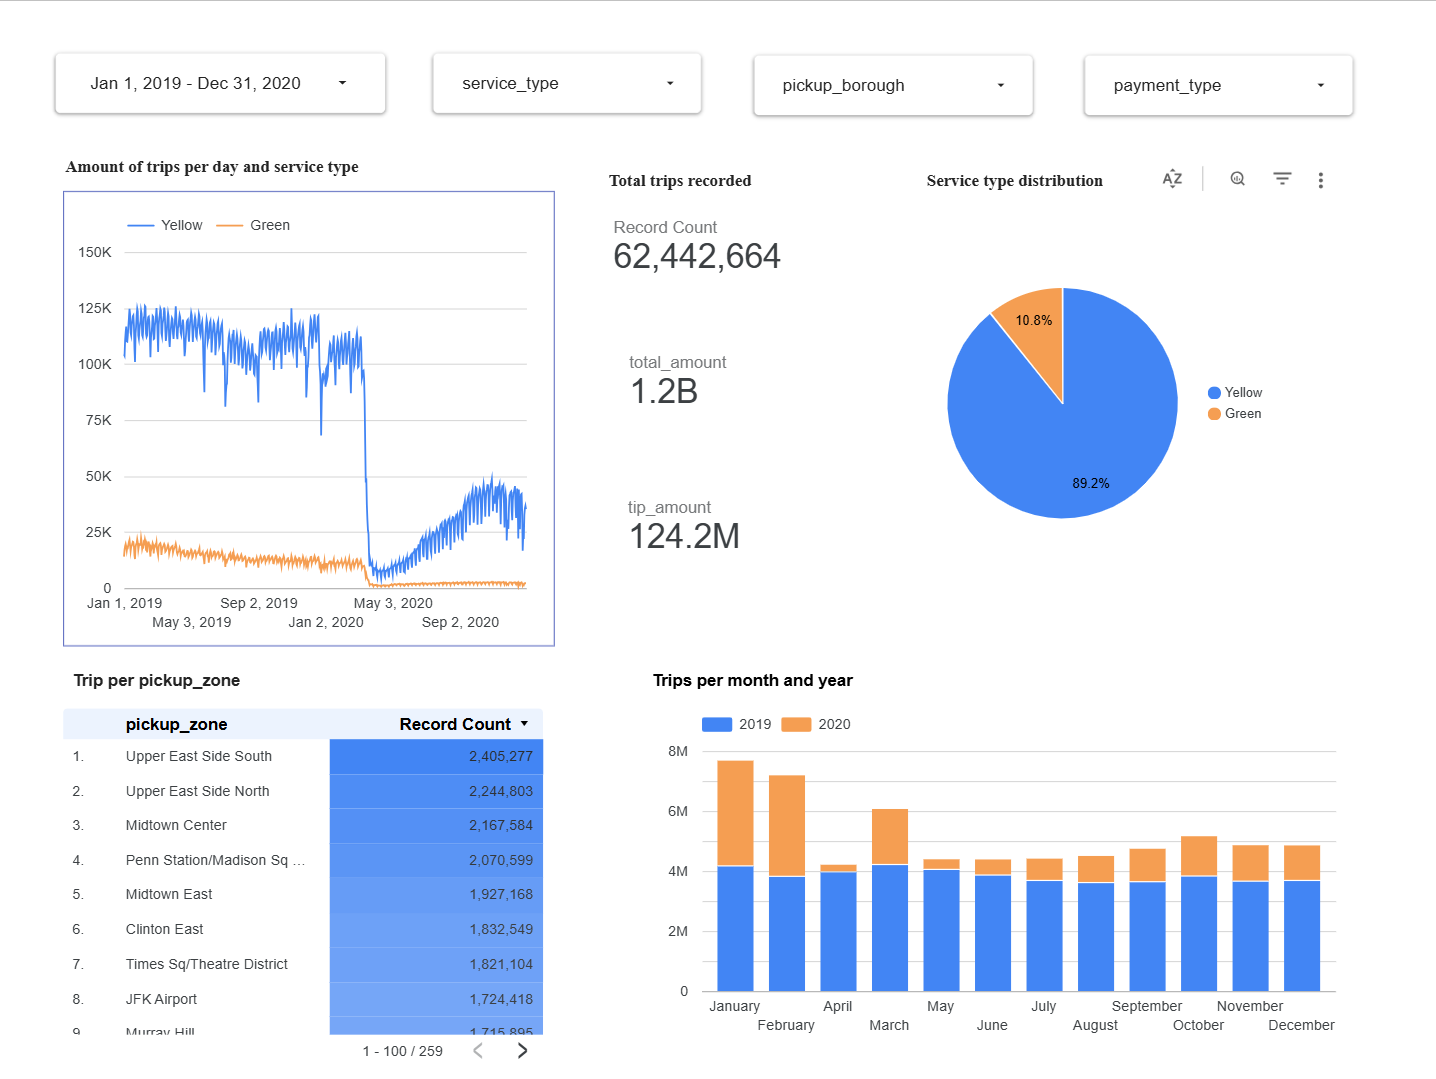 Jan 1, 2019 - Dec 31, 2020
service_type
pickup_borough
payment_type
Amount of trips per day and service type
Yellow
Green
150K
125K
100K
75K
50K
25K
0
Jan 1, 2019
Sep 2, 2019
May 3, 2020
May 3, 2019
Jan 2, 2020
Sep 2, 2020
Total trips recorded
Record Count
62,442,664
total_amount
1.2B
tip_amount
124.2M
Service type distribution
AZ
10.8%
89.2%
Yellow
Green
Trip per pickup_zone
pickup_zone Record Count
1. Upper East Side South 2,405,277
2. Upper East Side North 2,244,803
3. Midtown Center 2,167,584
4. Penn Station/Madison Sq ... 2,070,599
5. Midtown East 1,927,168
6. Clinton East 1,832,549
7. Times Sq/Theatre District 1,821,104
8. JFK Airport 1,724,418
9. Murray Hill 1,715,895
1 - 100 / 259
Trips per month and year
2019
2020
8M
6M
4M
2M
0
January
April
May
July
September
November
February
March
June
August
October
December